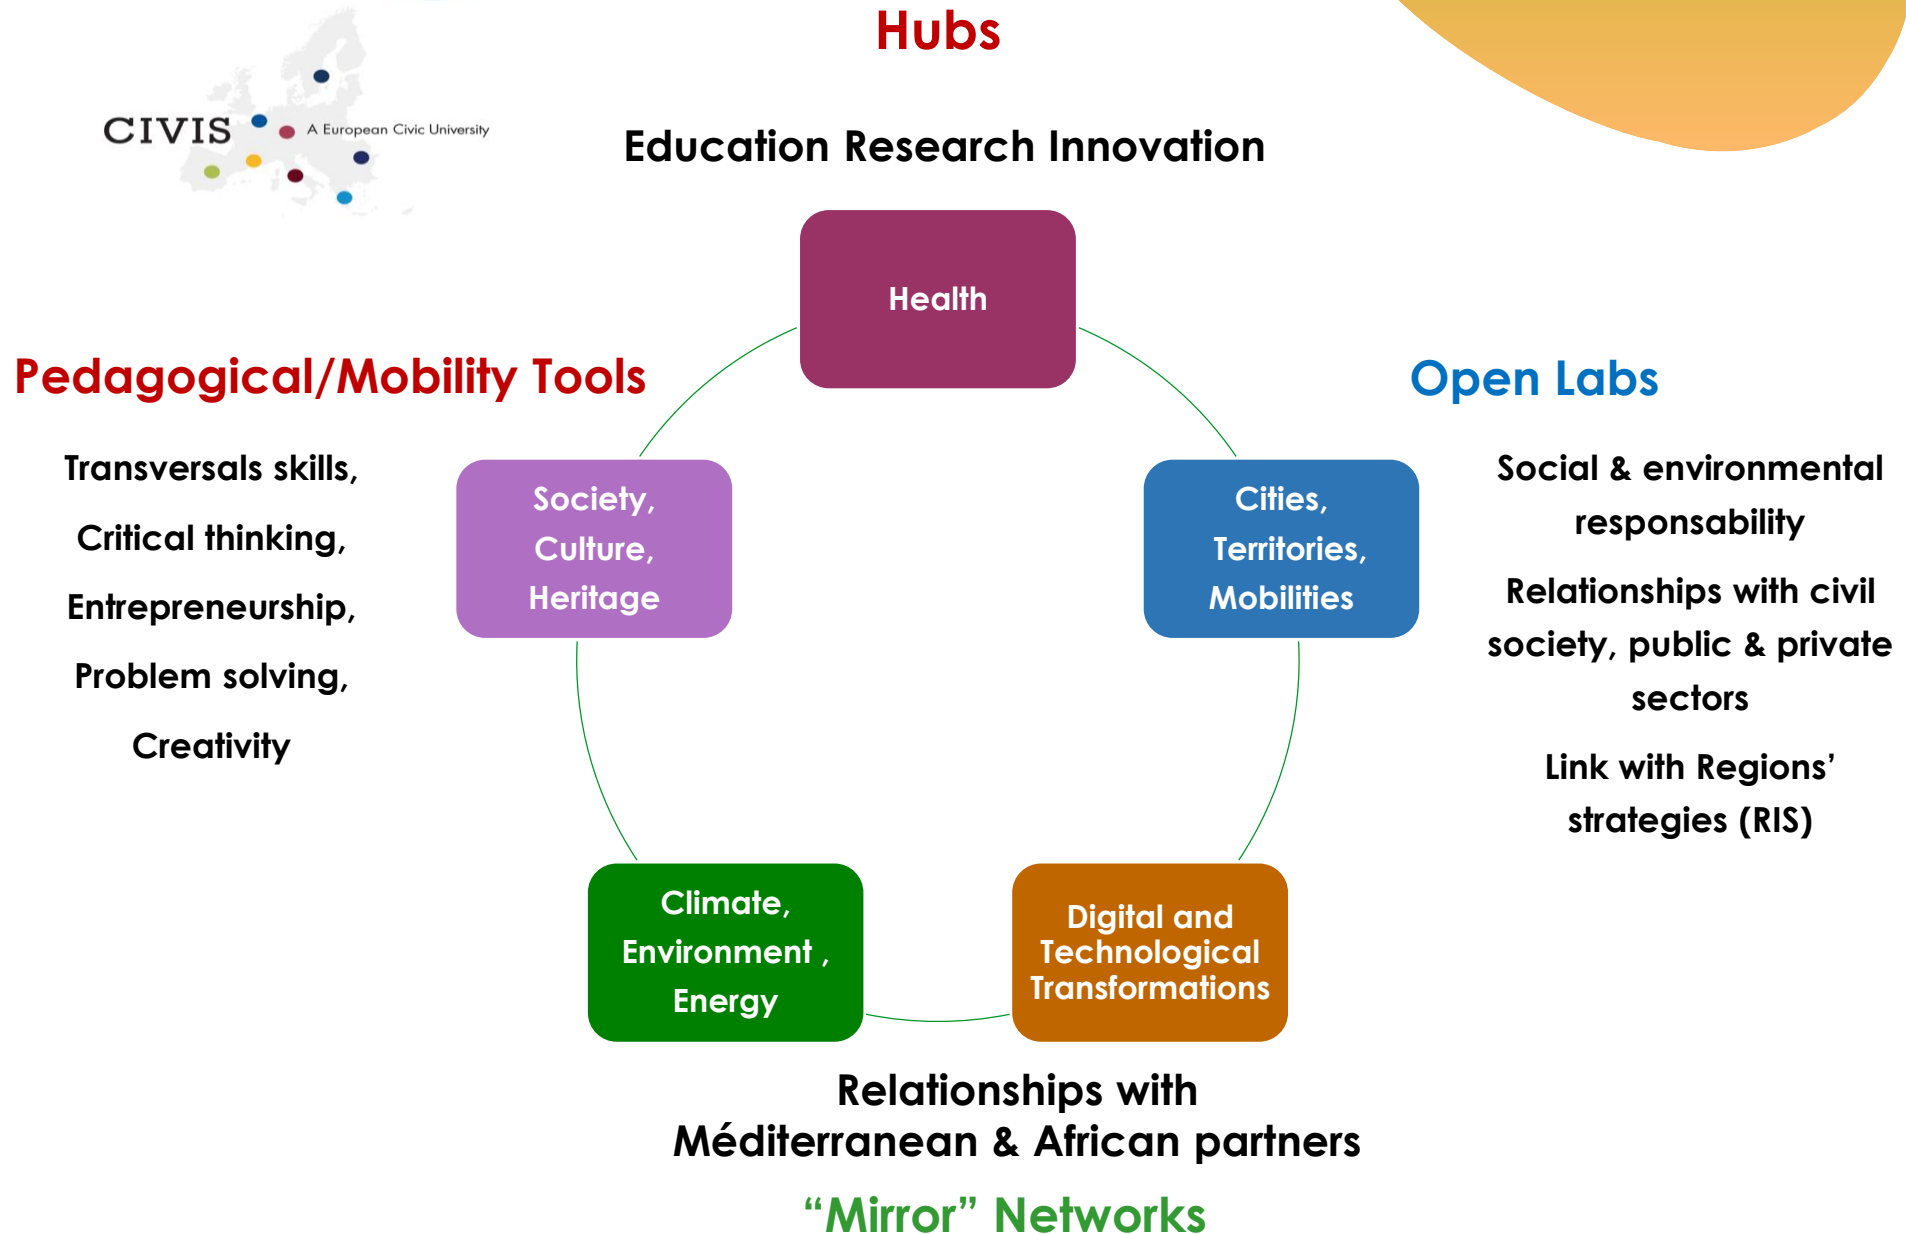 Hubs
CIVIS
A European Civic University
Education Research Innovation
Health
Pedagogical/Mobility Tools
Transversals skills,
Critical thinking,
Entrepreneurship,
Problem solving,
Creativity
Society,
Culture,
Heritage
Cities,
Territories,
Mobilities
Open Labs
Social & environmental
responsability
Relationships with civil
society, public & private
sectors
Link with Regions’
strategies (RIS)
Climate,
Environment ,
Energy
Digital and
Technological
Transformations
Relationships with
Méditerranean & African partners
“Mirror” Networks